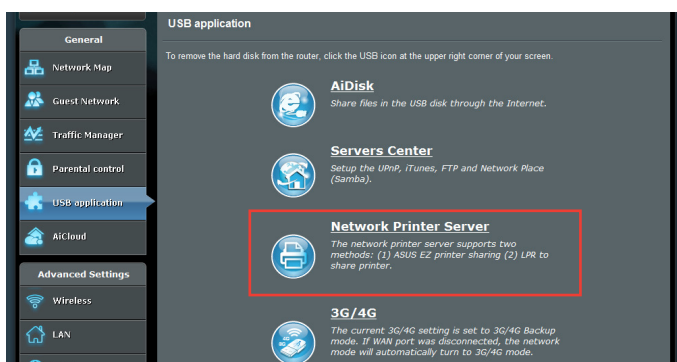 USB application
General
To remove the hard disk from the router, click the USB icon at the upper right corner of your screen.
Network Map
AiDisk
Share files in the USB disk through the Internet.
Guest Network
Traffic Manager
Servers Center
Setup the UPnP, iTunes, FTP and Network Place
(Samba).
Parental control
USB application
Network Printer Server
The network printer server supports two
methods: (1) ASUS EZ printer sharing (2) LPR to
share printer.
AiCloud
Advanced Settings
Wireless
3G/4G
The current 3G/4G setting is set to 3G/4G Backup
mode. If WAN port was disconnected, the network
mode will automatically turn to 3G/4G mode.
LAN